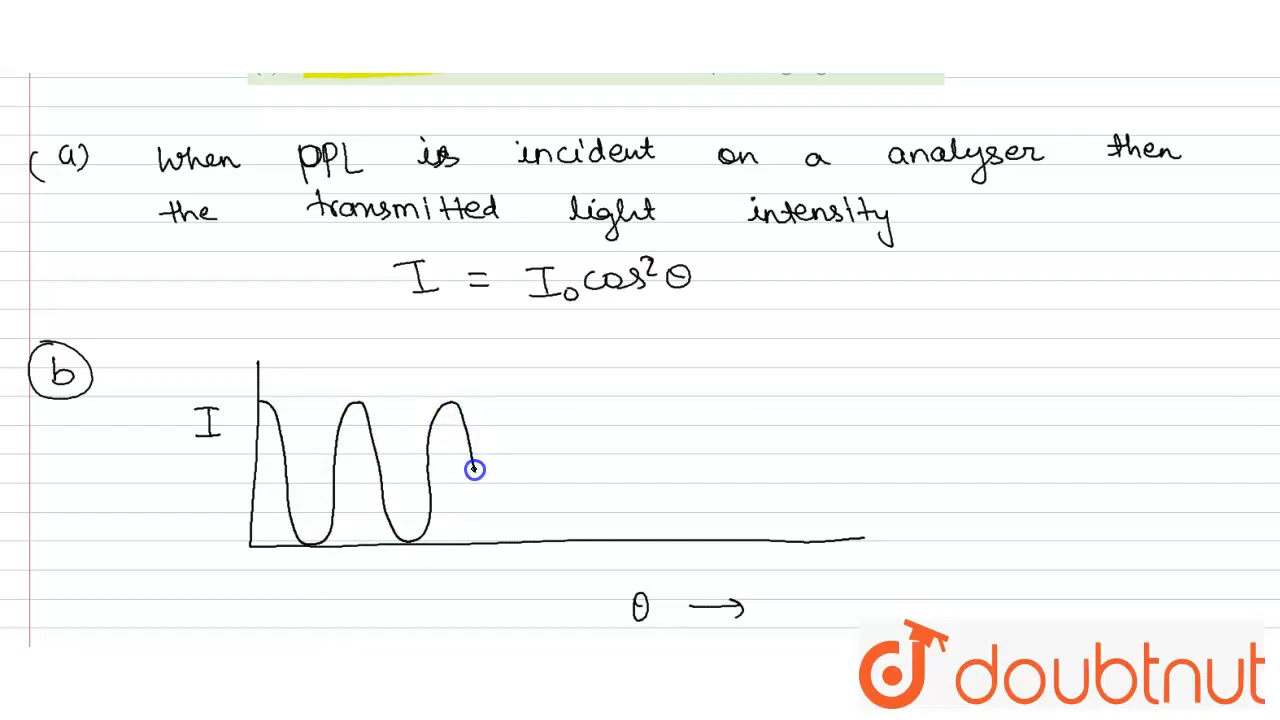 (a) when PPL is incident on a analyser then
the transmitted light intensity
I = I₀cos²θ
b
I
θ →
doubtnut